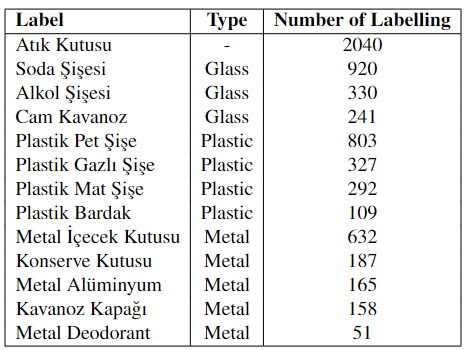 Label Type Number of Labelling
Atık Kutusu - 2040
Soda Şişesi Glass 920
Alkol Şişesi Glass 330
Cam Kavanoz Glass 241
Plastik Pet Şişe Plastic 803
Plastik Gazlı Şişe Plastic 327
Plastik Mat Şişe Plastic 292
Plastik Bardak Plastic 109
Metal İçecek Kutusu Metal 632
Konserve Kutusu Metal 187
Metal Alüminyum Metal 165
Kavanoz Kapağı Metal 158
Metal Deodorant Metal 51